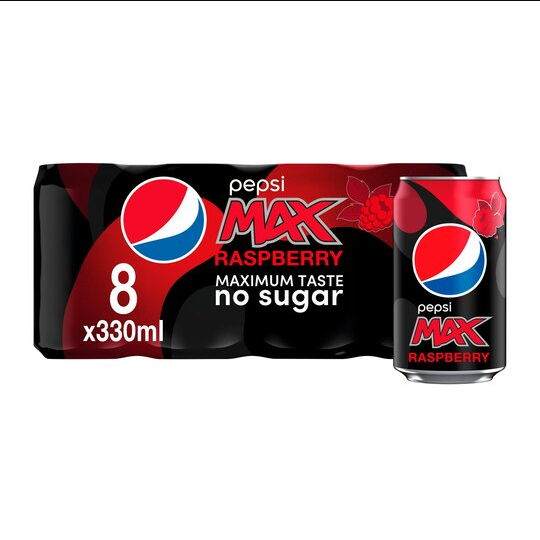 pepsi
MAX
RASPBERRY
MAXIMUM TASTE
no sugar
8
x330ml
pepsi
MAX
RASPBERRY